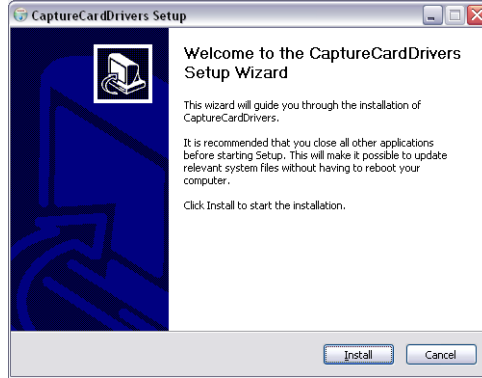 CaptureCardDrivers Setup
Welcome to the CaptureCardDrivers
Setup Wizard
This wizard will guide you through the installation of
CaptureCardDrivers.
It is recommended that you close all other applications
before starting Setup. This will make it possible to update
relevant system files without having to reboot your
computer.
Click Install to start the installation.
Install
Cancel